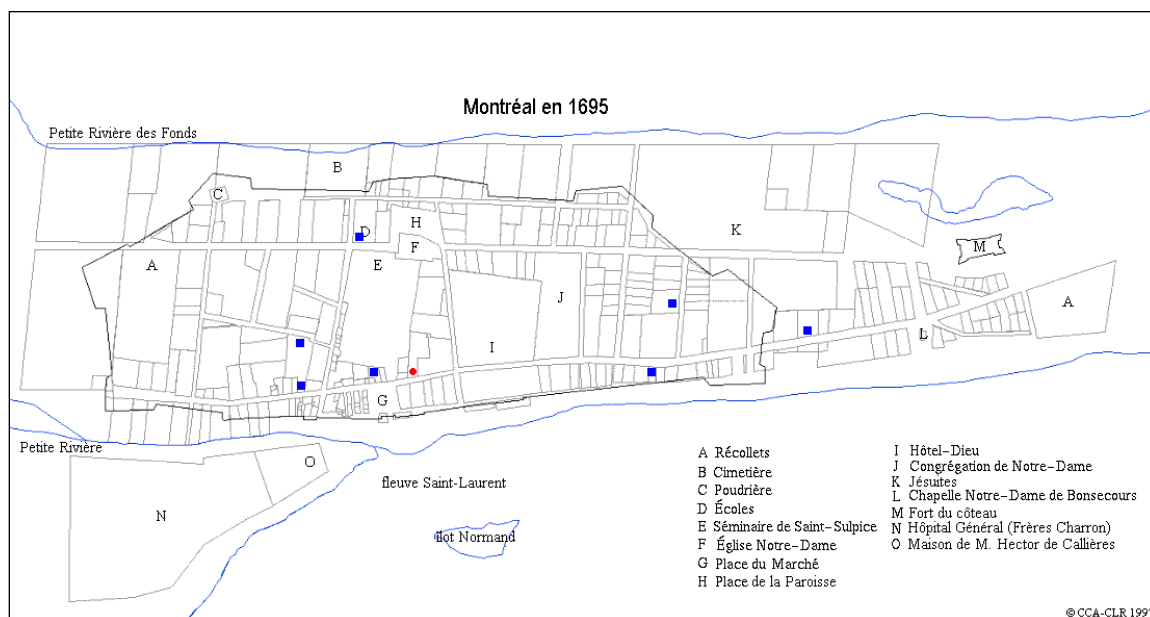 Montréal en 1695
Petite Rivière des Fonds
B
C
H
D
K
F
M
A
E
J
A
L
I
G
Petite Rivière
O
fleuve Saint-Laurent
N
îlot Normand
A Récollets
B Cimetière
C Poudrière
D Écoles
E Séminaire de Saint-Sulpice
F Église Notre-Dame
G Place du Marché
H Place de la Paroisse
I Hôtel-Dieu
J Congrégation de Notre-Dame
K Jésuites
L Chapelle Notre-Dame de Bonsecours
M Fort du côteau
N Hôpital Général (Frères Charron)
O Maison de M. Hector de Callières
© CCA-CLR 199